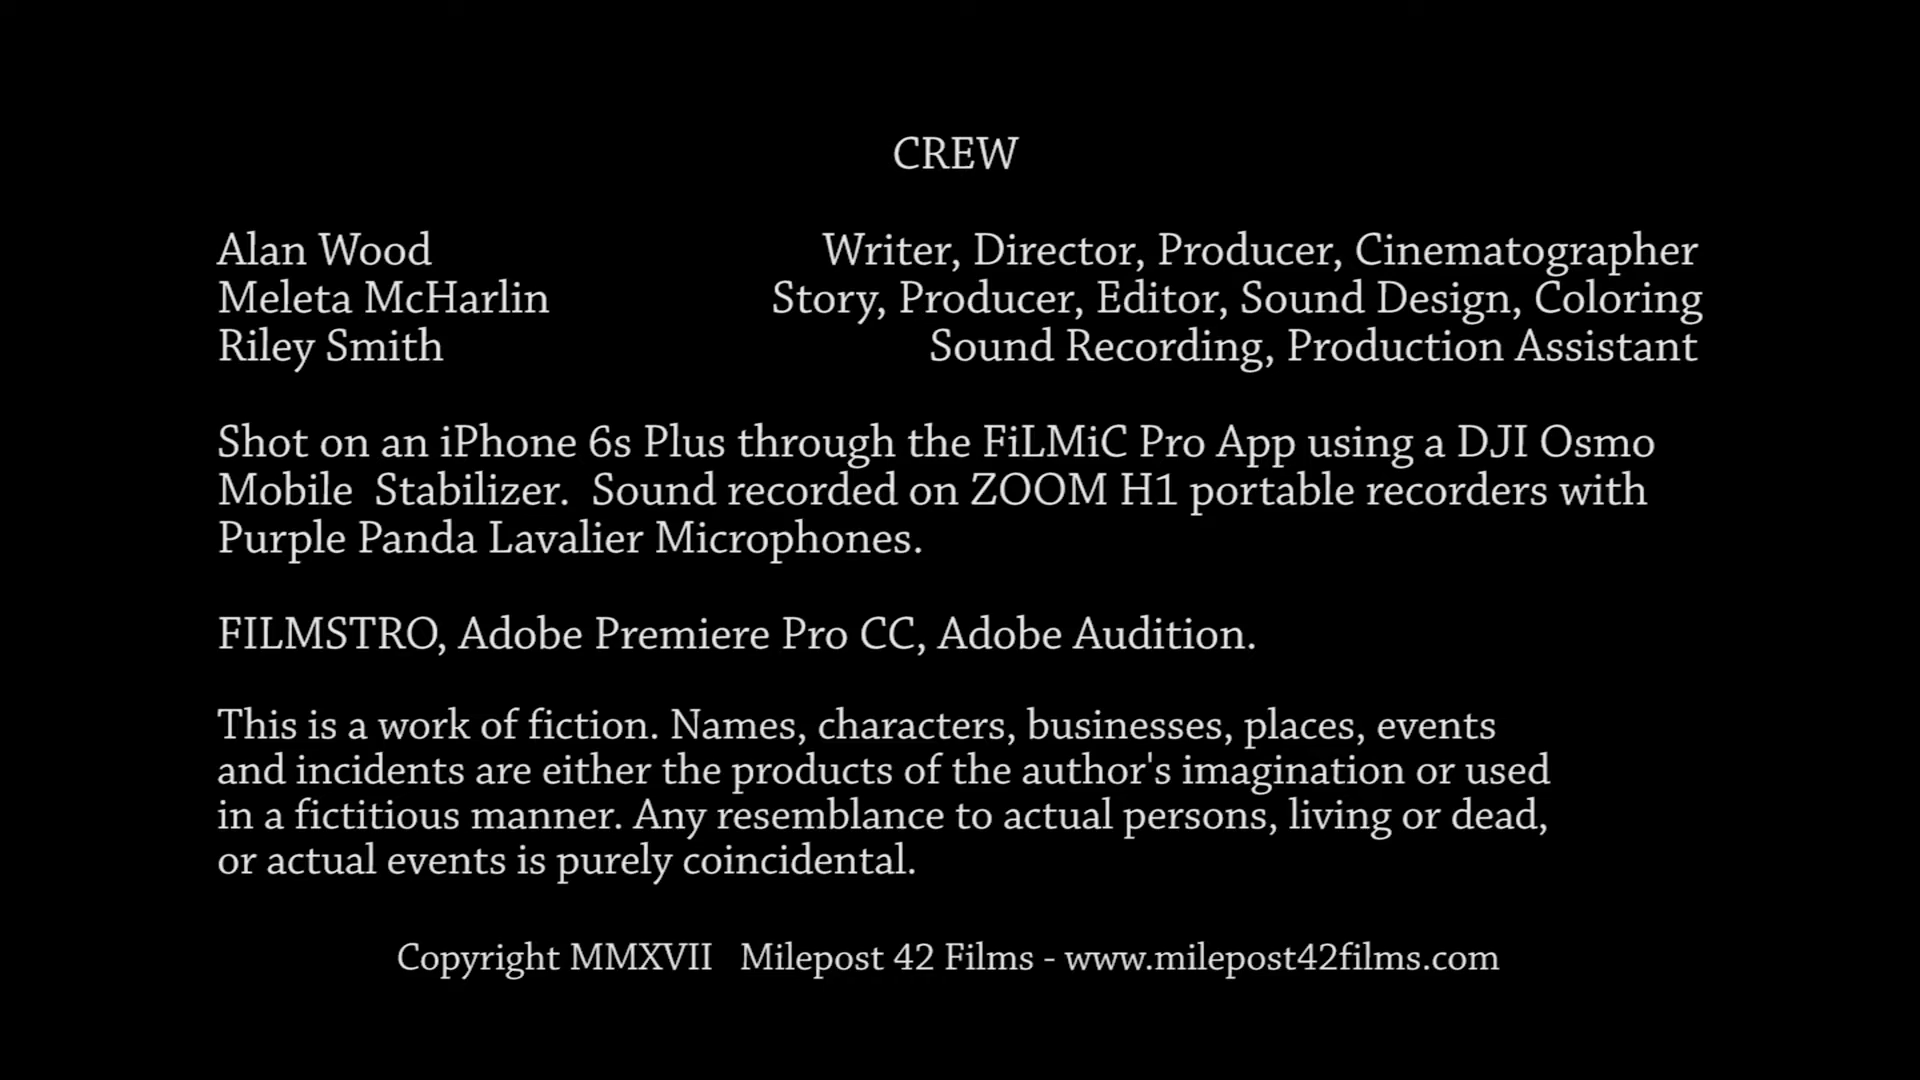 CREW
Alan Wood Writer, Director, Producer, Cinematographer
Meleta McHarlin Story, Producer, Editor, Sound Design, Coloring
Riley Smith Sound Recording, Production Assistant
Shot on an iPhone 6s Plus through the FiLMiC Pro App using a DJI Osmo
Mobile Stabilizer. Sound recorded on ZOOM H1 portable recorders with
Purple Panda Lavalier Microphones.
FILMSTRO, Adobe Premiere Pro CC, Adobe Audition.
This is a work of fiction. Names, characters, businesses, places, events
and incidents are either the products of the author's imagination or used
in a fictitious manner. Any resemblance to actual persons, living or dead,
or actual events is purely coincidental.
Copyright MMXVII Milepost 42 Films - www.milepost42films.com